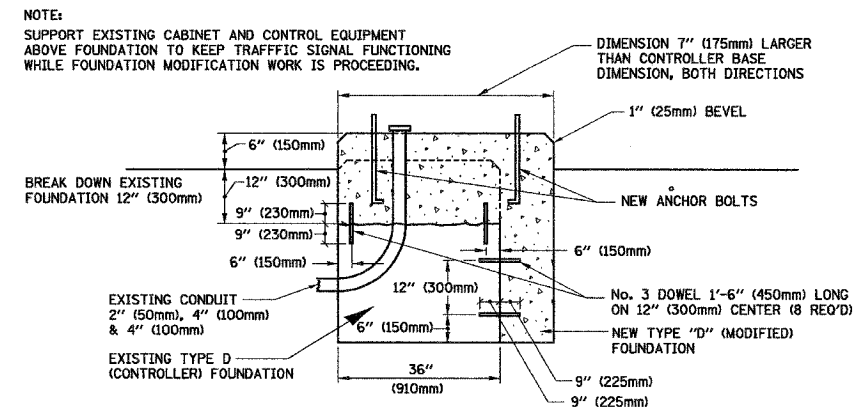 NOTE:
SUPPORT EXISTING CABINET AND CONTROL EQUIPMENT
ABOVE FOUNDATION TO KEEP TRAFFFIC SIGNAL FUNCTIONING
WHILE FOUNDATION MODIFICATION WORK IS PROCEEDING.
DIMENSION 7" (175mm) LARGER
THAN CONTROLLER BASE
DIMENSION, BOTH DIRECTIONS
1" (25mm) BEVEL
6" (150mm)
BREAK DOWN EXISTING
FOUNDATION 12" (300mm)
12" (300mm)
NEW ANCHOR BOLTS
9" (230mm)
9" (230mm)
6" (150mm)
6" (150mm)
12" (300mm)
EXISTING CONDUIT
2" (50mm), 4" (100mm)
& 4" (100mm)
No. 3 DOWEL 1'-6" (450mm) LONG
ON 12" (300mm) CENTER (8 REQ'D)
6" (150mm)
NEW TYPE "D" (MODIFIED)
FOUNDATION
EXISTING TYPE D
(CONTROLLER) FOUNDATION
36"
(910mm)
9" (225mm)
9" (225mm)